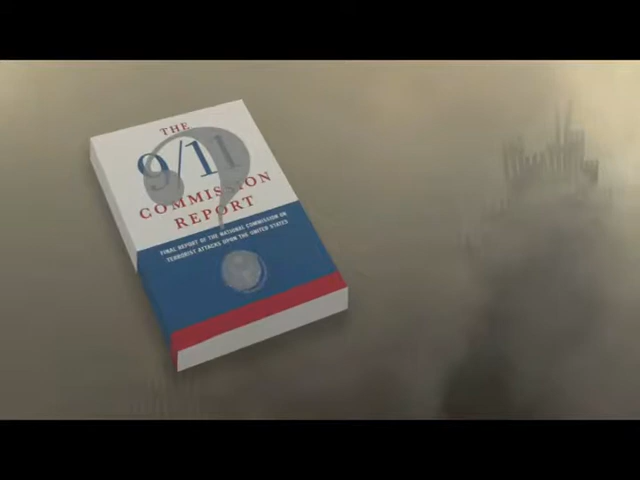 THE
9/11
COMMISSION
REPORT
FINAL REPORT OF THE NATIONAL COMMISSION ON
TERRORIST ATTACKS UPON THE UNITED STATES
?